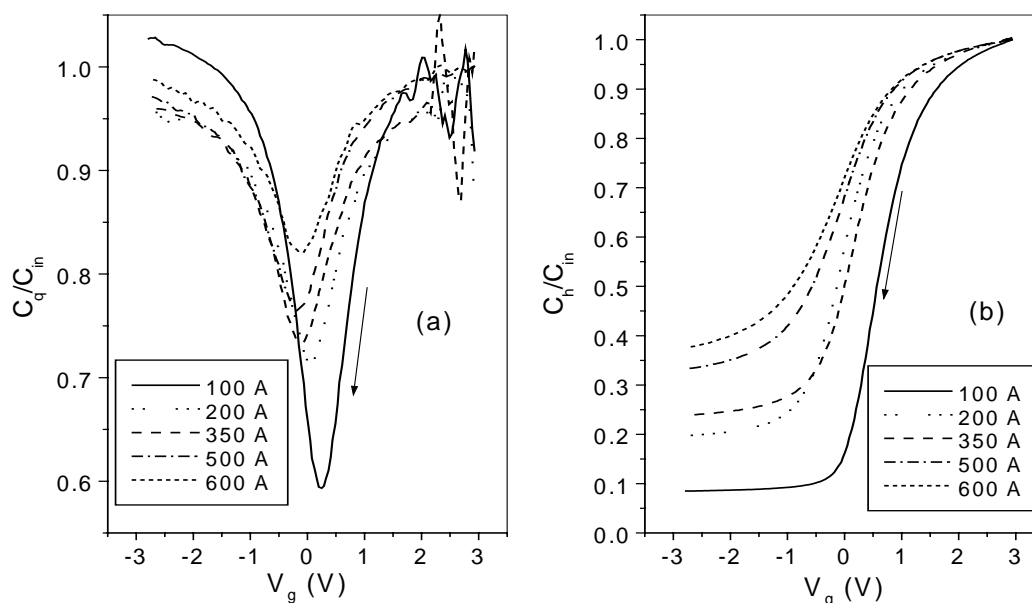 1.0
0.9
0.8
0.7
0.6
C_q/C_in
(a)
100 A
200 A
350 A
500 A
600 A
-3 -2 -1 0 1 2 3
V_g (V)
1.0
0.9
0.8
0.7
0.6
0.5
0.4
0.3
0.2
0.1
0.0
C_h/C_in
(b)
100 A
200 A
350 A
500 A
600 A
-3 -2 -1 0 1 2 3
V_g (V)